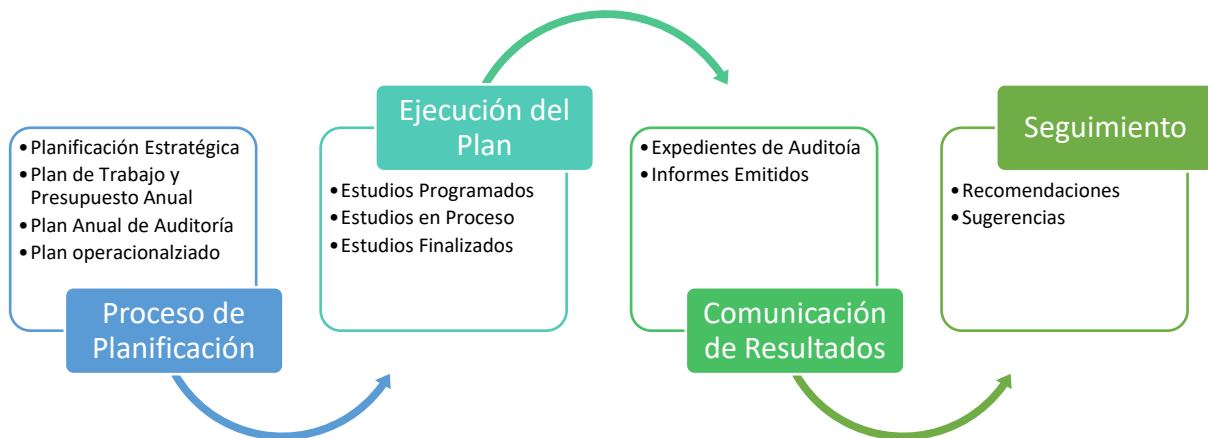 • Planificación Estratégica
• Plan de Trabajo y
Presupuesto Anual
• Plan Anual de Auditoría
• Plan operacionalziado
Proceso de
Planificación
Ejecución del
Plan
• Estudios Programados
• Estudios en Proceso
• Estudios Finalizados
• Expedientes de Auditoía
• Informes Emitidos
Comunicación
de Resultados
Seguimiento
• Recomendaciones
• Sugerencias